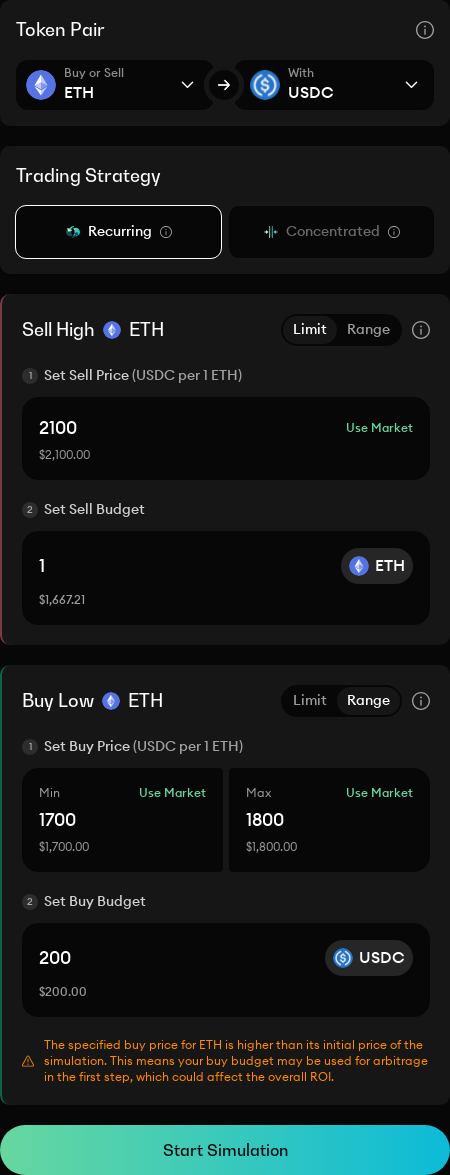 Token Pair
Buy or Sell
ETH
With
USDC
Trading Strategy
Recurring
Concentrated
Sell High ETH
Limit Range
1 Set Sell Price (USDC per 1 ETH)
2100
Use Market
$2,100.00
2 Set Sell Budget
1
ETH
$1,667.21
Buy Low ETH
Limit Range
1 Set Buy Price (USDC per 1 ETH)
Min Use Market
1700
$1,700.00
Max Use Market
1800
$1,800.00
2 Set Buy Budget
200
USDC
$200.00
The specified buy price for ETH is higher than its initial price of the
simulation. This means your buy budget may be used for arbitrage
in the first step, which could affect the overall ROI.
Start Simulation